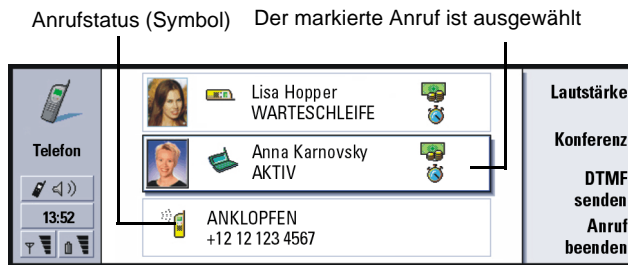 Anrufstatus (Symbol)
Der markierte Anruf ist ausgewählt
Telefon
13:52
Lisa Hopper
WARTESCHLEIFE
Anna Karnovsky
AKTIV
ANKLOPFEN
+12 12 123 4567
Lautstärke
Konferenz
DTMF
senden
Anruf
beenden